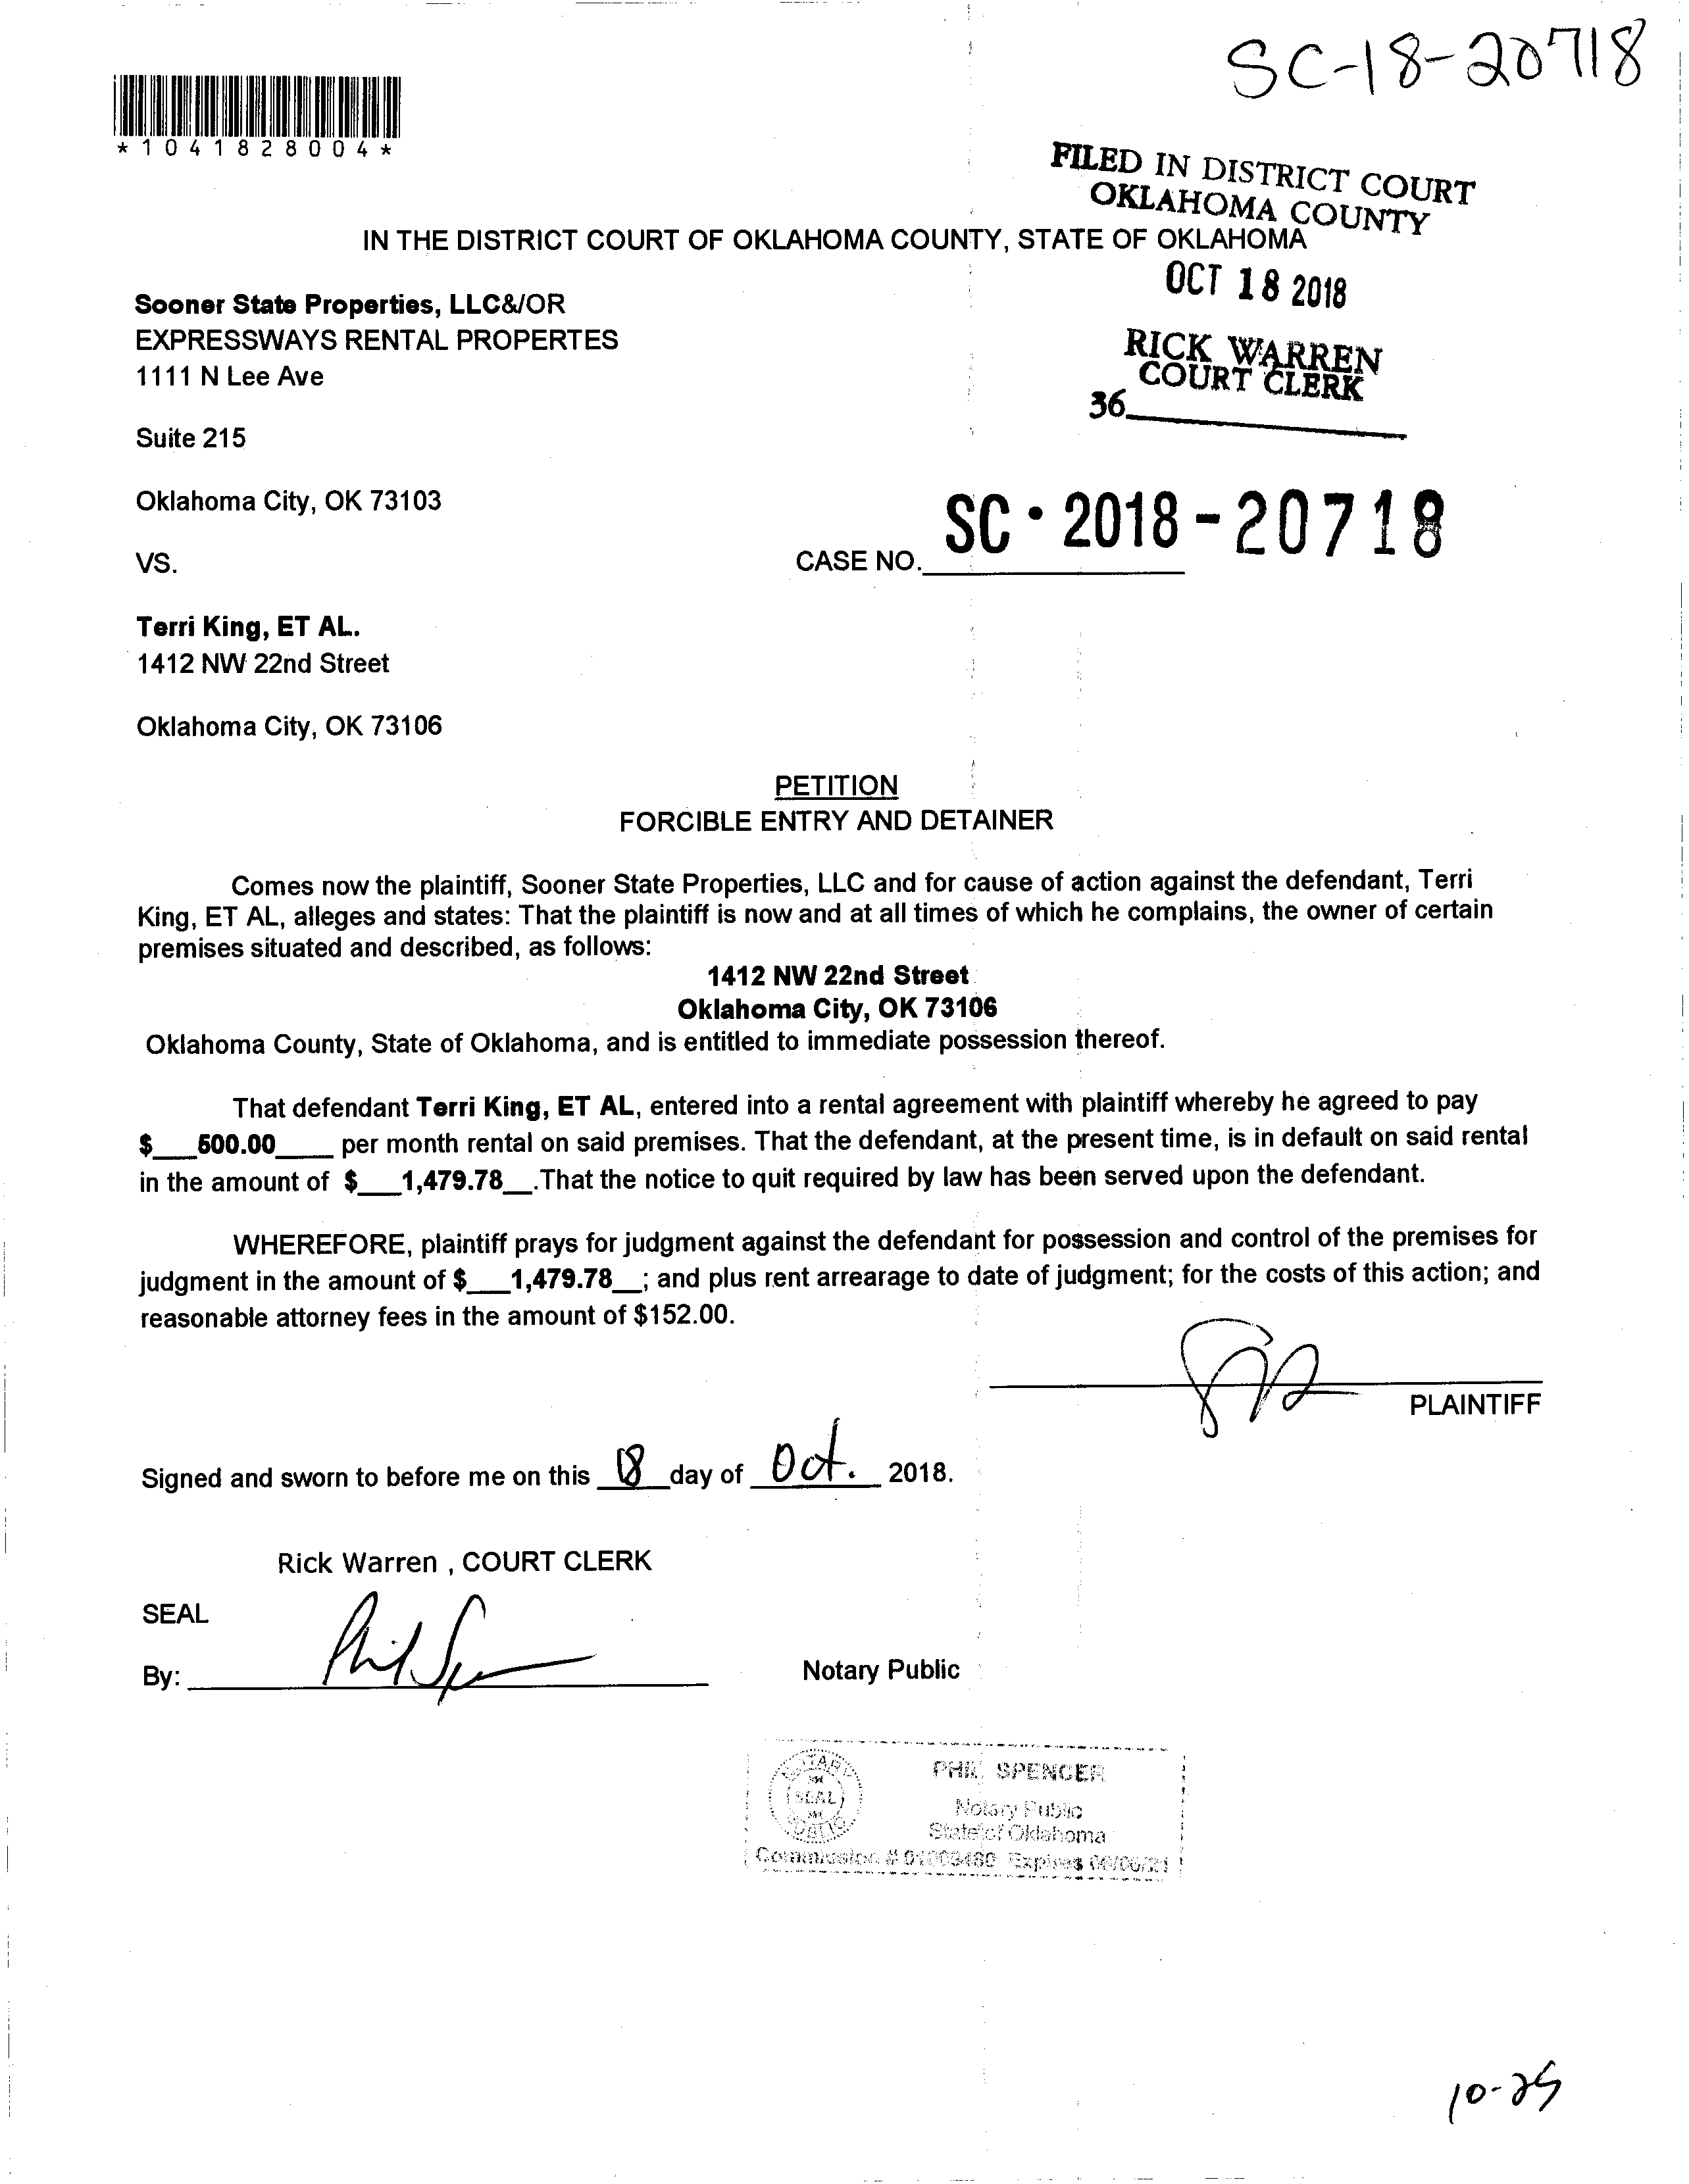 SC-18-20718
*1041828004*
FILED IN DISTRICT COURT
OKLAHOMA COUNTY
IN THE DISTRICT COURT OF OKLAHOMA COUNTY, STATE OF OKLAHOMA
OCT 18 2018
Sooner State Properties, LLC&/OR
EXPRESSWAYS RENTAL PROPERTES
1111 N Lee Ave
RICK WARREN
COURT CLERK
36
Suite 215
Oklahoma City, OK 73103
SC · 2018 - 20718
VS.
CASE NO.
Terri King, ET AL.
1412 NW 22nd Street
Oklahoma City, OK 73106
PETITION
FORCIBLE ENTRY AND DETAINER
Comes now the plaintiff, Sooner State Properties, LLC and for cause of action against the defendant, Terri
King, ET AL, alleges and states: That the plaintiff is now and at all times of which he complains, the owner of certain
premises situated and described, as follows:
1412 NW 22nd Street
Oklahoma City, OK 73106
Oklahoma County, State of Oklahoma, and is entitled to immediate possession thereof.
That defendant Terri King, ET AL, entered into a rental agreement with plaintiff whereby he agreed to pay
$___500.00____ per month rental on said premises. That the defendant, at the present time, is in default on said rental
in the amount of $___1,479.78__.That the notice to quit required by law has been served upon the defendant.
WHEREFORE, plaintiff prays for judgment against the defendant for possession and control of the premises for
judgment in the amount of $___1,479.78__; and plus rent arrearage to date of judgment; for the costs of this action; and
reasonable attorney fees in the amount of $152.00.
PLAINTIFF
Signed and sworn to before me on this 18 day of Oct. 2018.
Rick Warren , COURT CLERK
SEAL
By: Phil Spencer
Notary Public
NOTARY
SEAL
PUBLIC
PHIL SPENCER
Notary Public
State of Oklahoma
Commission # 01003480 Expires 06/06/21
10-25